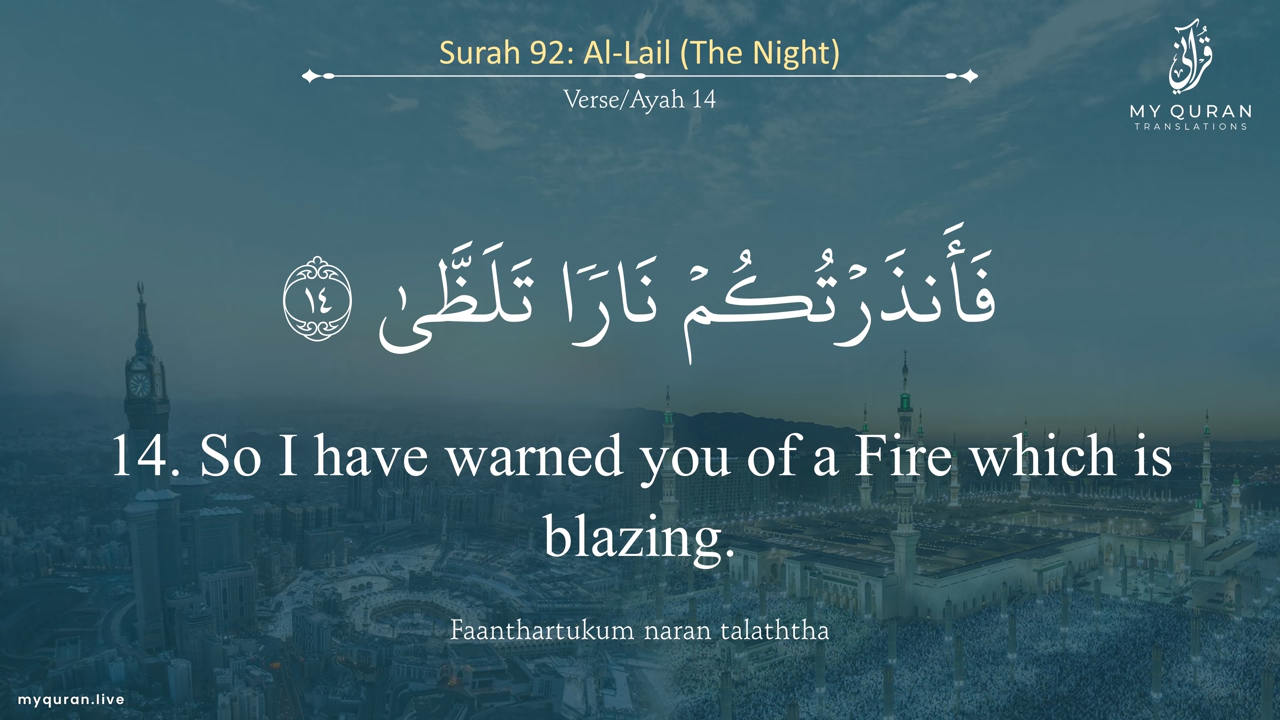 Surah 92: Al-Lail (The Night)
Verse/Ayah 14
قرآني
MY QURAN
TRANSLATIONS
فَأَنذَرْتُكُمْ نَارًا تَلَظَّىٰ ١٤
14. So I have warned you of a Fire which is
blazing.
Faanthartukum naran talaththa
myquran.live